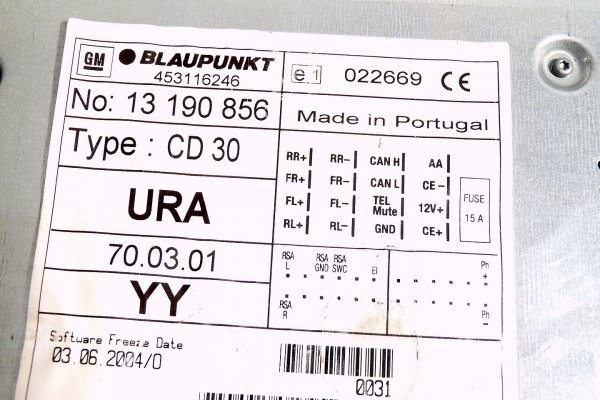 GM BLAUPUNKT
453116246
e 1 022669 CE
No: 13 190 856
Made in Portugal
Type : CD 30
RR+ RR- CAN H AA
FR+ FR- CAN L CE-
FL+ FL- TEL Mute 12V+
RL+ RL- GND CE+
FUSE
15 A
URA
70.03.01
RSA L RSA GND RSA SWC EI Ph +
RSA R Ph -
YY
Software Freeze Date
03.06.2004/0
0031